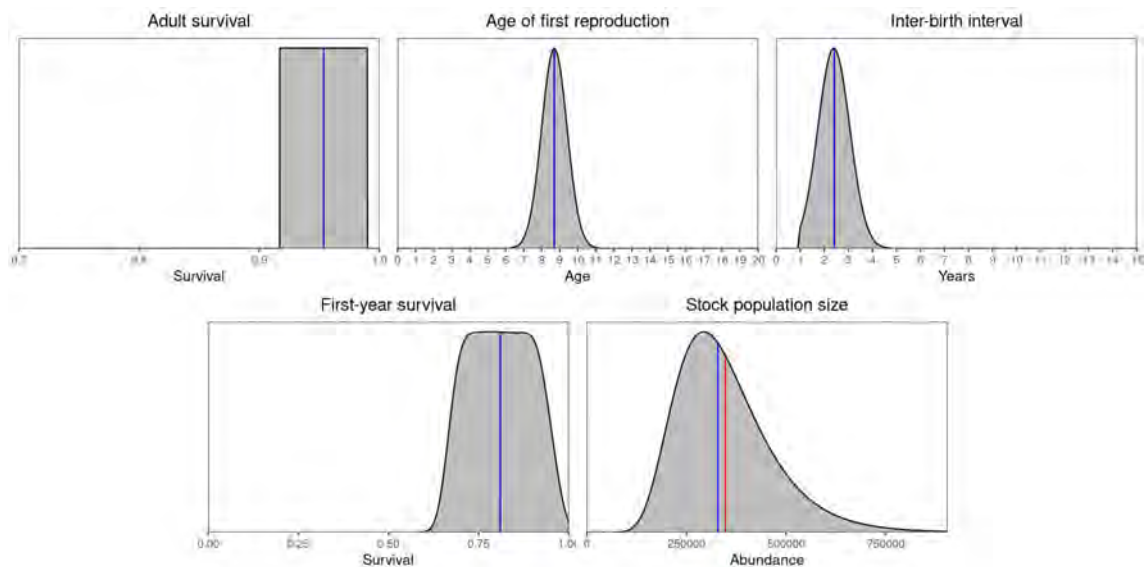 Adult survival
Age of first reproduction
Inter-birth interval
0.7 0.8 0.9 1.0
0 1 2 3 4 5 6 7 8 9 10 11 12 13 14 15 16 17 18 19 20
0 1 2 3 4 5 6 7 8 9 10 11 12 13 14 15
Survival
Age
Years
First-year survival
Stock population size
0.00 0.25 0.50 0.75 1.00
0 250000 500000 750000
Survival
Abundance